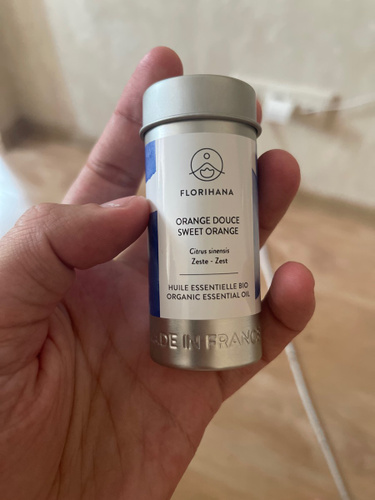 FLORIHANA
ORANGE DOUCE
SWEET ORANGE
Citrus sinensis
Zeste - Zest
HUILE ESSENTIELLE BIO
ORGANIC ESSENTIAL OIL
DE IN FRANC